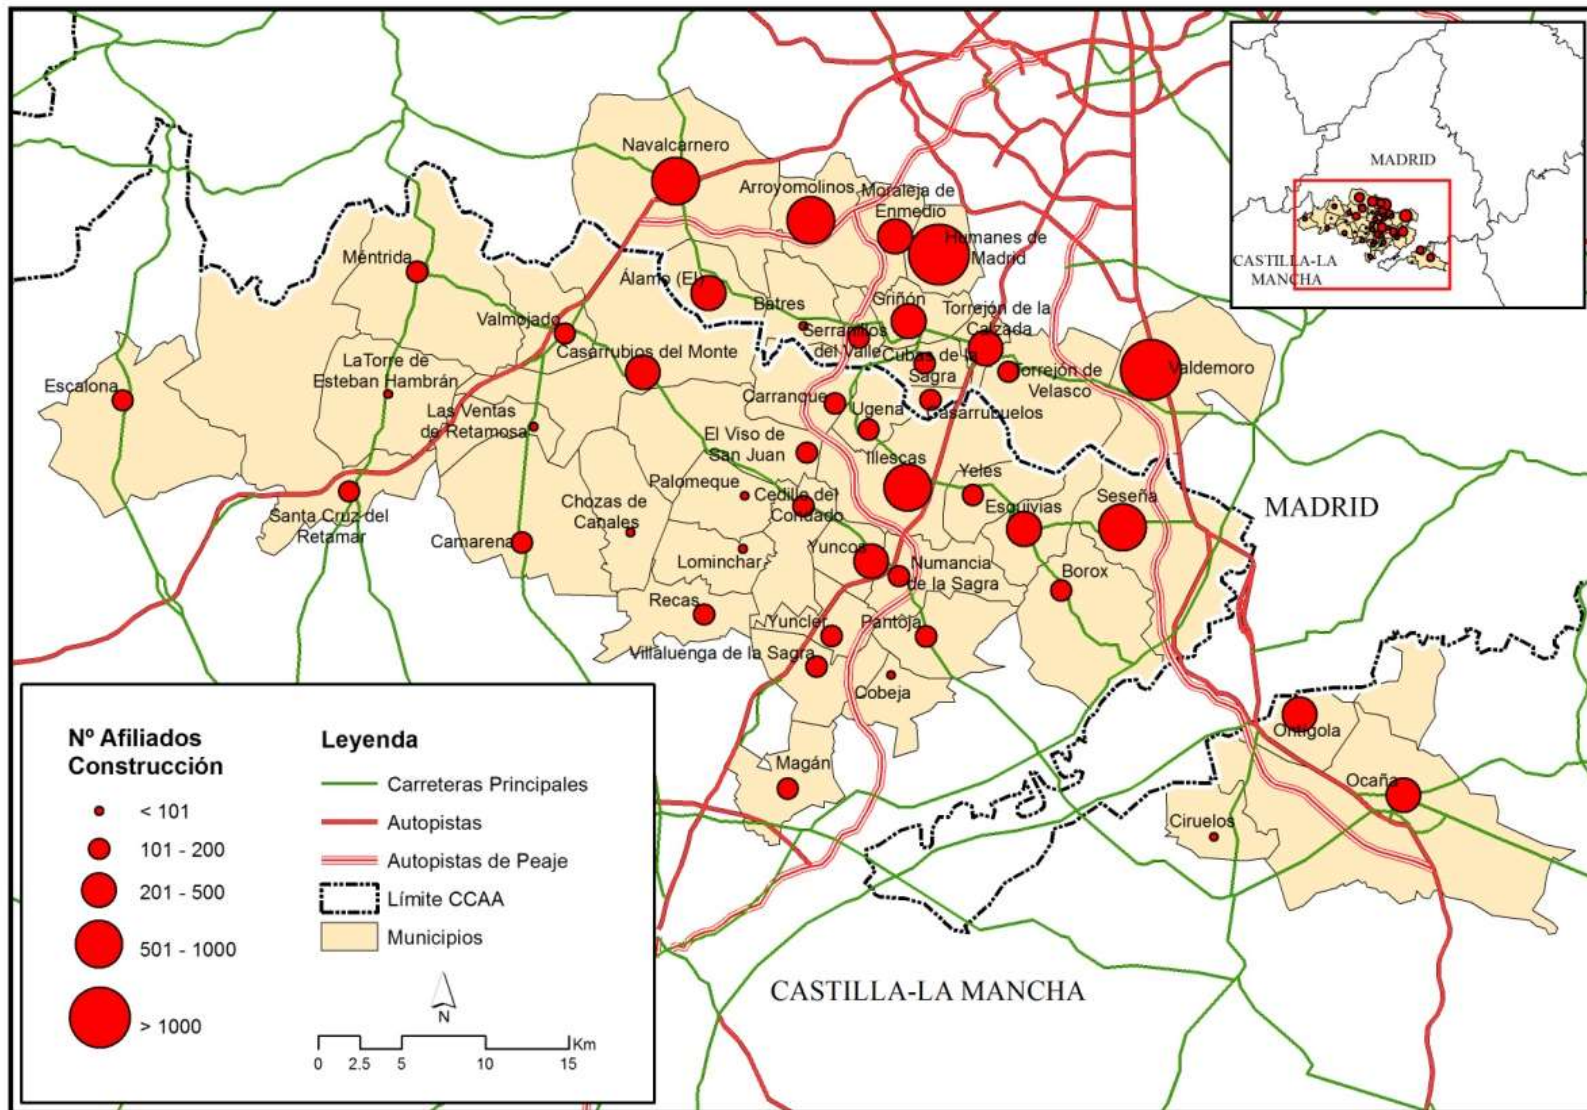 MADRID
CASTILLA-LA
MANCHA
Navalcarnero
Arroyomolinos
Moraleja de
Enmedio
Humanes de
Madrid
Méntrida
Álamo (El)
Batres
Griñón
Torrejón de la
Calzada
Serranillos
del Valle
Cubas de la
Sagra
Torrejón de
Velasco
Valdemoro
Valmojado
Casarrubios del Monte
LaTorre de
Esteban Hambrán
Escalona
Las Ventas
de Retamosa
Carranque
Ugena
Casarrubuelos
El Viso de
San Juan
Illescas
Yeles
Palomeque
Cedillo del
Condado
Esquivias
Seseña
MADRID
Chozas de
Canales
Santa Cruz del
Retamar
Camarena
Lominchar
Yuncos
Numancia
de la Sagra
Borox
Recas
Yuncler
Pantoja
Villaluenga de la Sagra
Cobeja
Magán
Ontígola
Ocaña
Ciruelos
CASTILLA-LA MANCHA
Nº Afiliados
Construcción
< 101
101 - 200
201 - 500
501 - 1000
> 1000
Leyenda
Carreteras Principales
Autopistas
Autopistas de Peaje
Límite CCAA
Municipios
N
Km
0 2.5 5 10 15